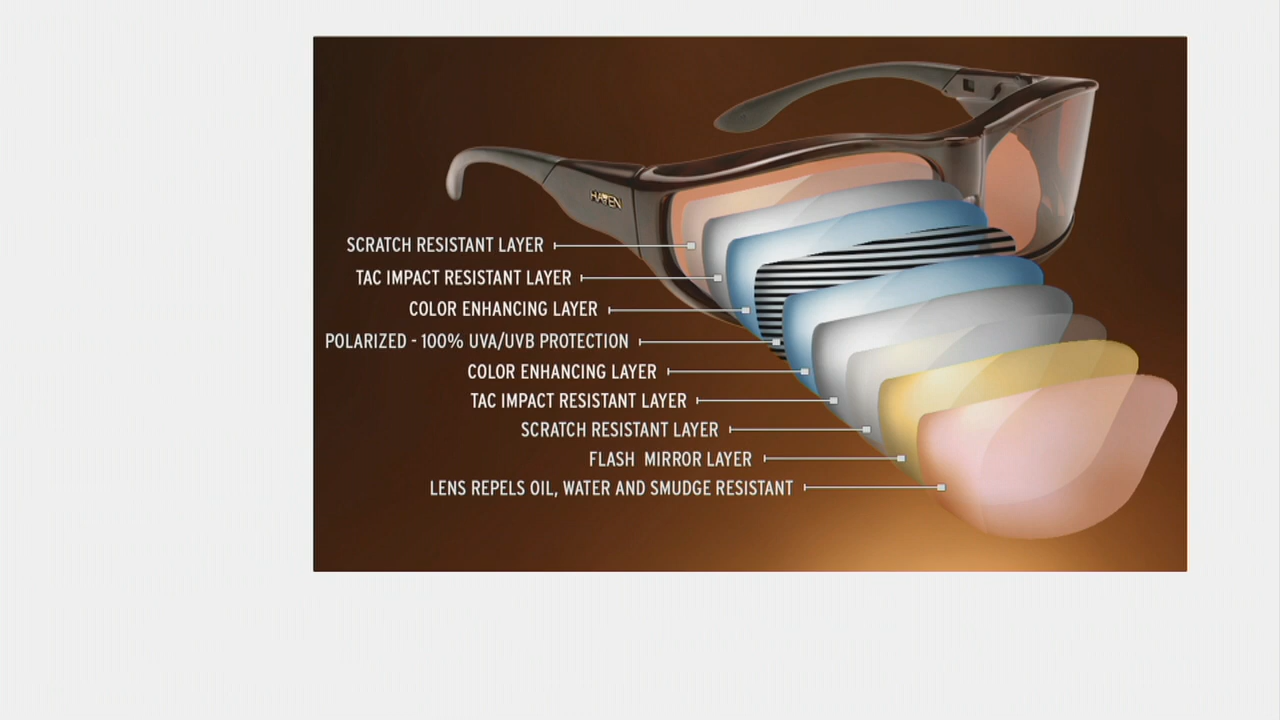 HAVEN
SCRATCH RESISTANT LAYER
TAC IMPACT RESISTANT LAYER
COLOR ENHANCING LAYER
POLARIZED - 100% UVA/UVB PROTECTION
COLOR ENHANCING LAYER
TAC IMPACT RESISTANT LAYER
SCRATCH RESISTANT LAYER
FLASH MIRROR LAYER
LENS REPELS OIL, WATER AND SMUDGE RESISTANT